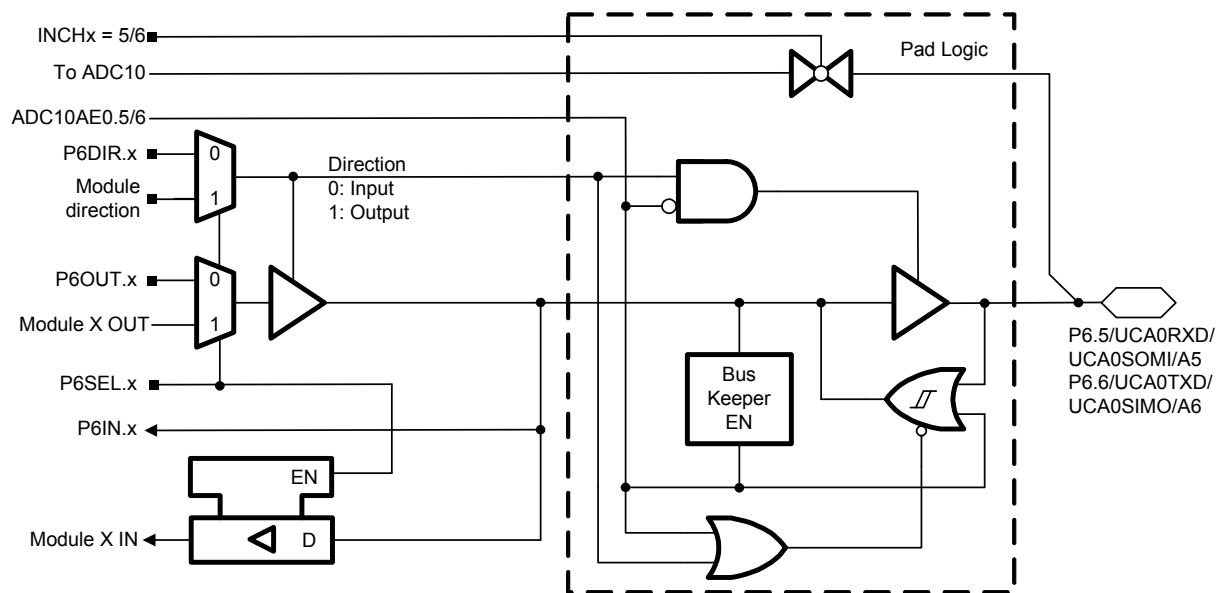 INCHx = 5/6
Pad Logic
To ADC10
ADC10AE0.5/6
P6DIR.x
0
Direction
0: Input
1: Output
Module
direction
1
P6OUT.x
0
Module X OUT
1
P6SEL.x
P6IN.x
EN
Module X IN
D
Bus
Keeper
EN
P6.5/UCA0RXD/
UCA0SOMI/A5
P6.6/UCA0TXD/
UCA0SIMO/A6